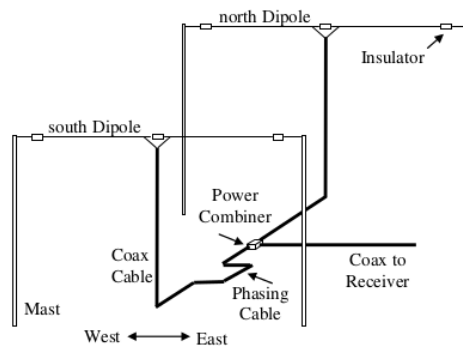 north Dipole
Insulator
south Dipole
Power
Combiner
Coax
Cable
Coax to
Receiver
Phasing
Cable
Mast
West
East